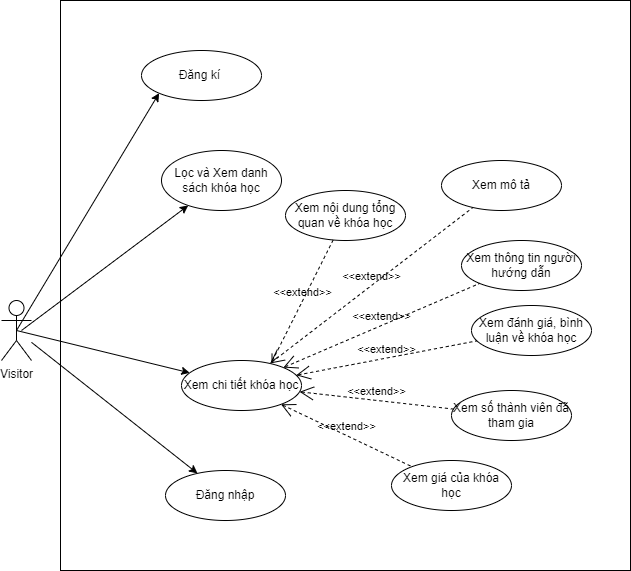 Đăng kí
Lọc và Xem danh
sách khóa học
Xem nội dung tổng
quan về khóa học
Xem mô tả
Xem thông tin người
hướng dẫn
Xem đánh giá, bình
luận về khóa học
Xem số thành viên đã
tham gia
Xem giá của khóa
học
Xem chi tiết khóa học
Đăng nhập
Visitor
<<extend>>
<<extend>>
<<extend>>
<<extend>>
<<extend>>
<<extend>>